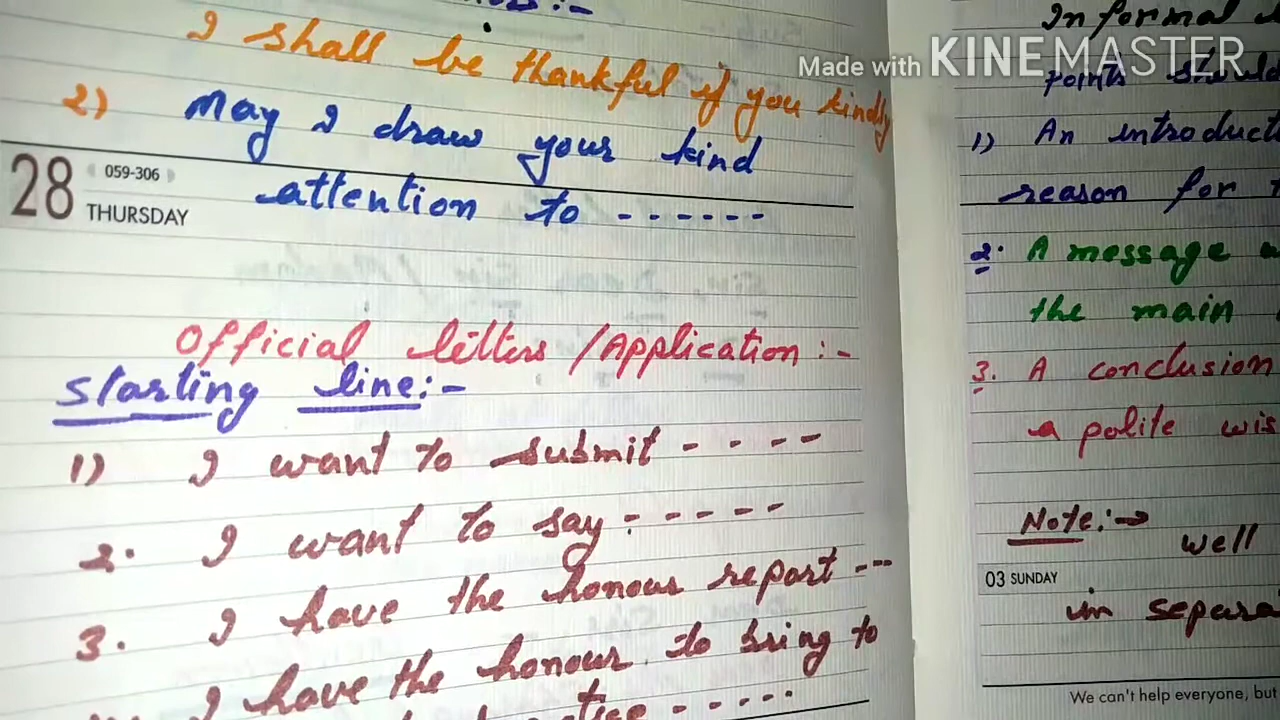 I shall be thankful if you kindly
2) May I draw your kind
attention to ------
28 059-306
THURSDAY
Official letters / Application :-
Starting line:-
1) I want to submit ----
2. I want to say -----
3. I have the honour report ---
I have the honour to bring to
-----
Made with KINEMASTER
In formal
points should
1) An introduct
reason for
2. A message
the main
3. A conclusion
a polite wis
Note:→ well
03 SUNDAY
in separa
We can't help everyone, but